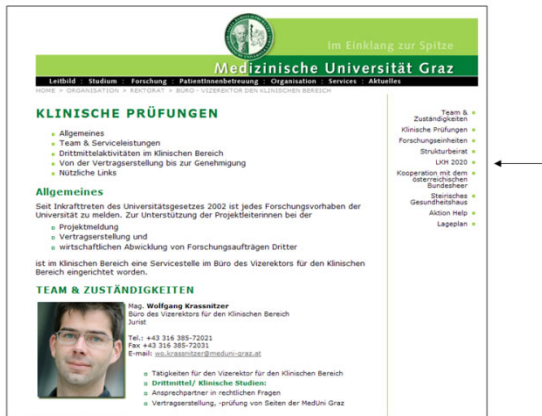 Im Einklang zur Spitze
Medizinische Universität Graz
Leitbild : Studium : Forschung : PatientInnenbetreuung : Organisation : Services : Aktuelles
HOME > ORGANISATION > REKTORAT > BÜRO - VIZEREKTOR DEN KLINISCHEN BEREICH
KLINISCHE PRÜFUNGEN
Allgemeines
Team & Serviceleistungen
Drittmittelaktivitäten im Klinischen Bereich
Von der Vertragserstellung bis zur Genehmigung
Nützliche Links
Allgemeines
Seit Inkrafttreten des Universitätsgesetzes 2002 ist jedes Forschungsvorhaben der
Universität zu melden. Zur Unterstützung der ProjektleiterInnen bei der
Projektmeldung
Vertragserstellung und
wirtschaftlichen Abwicklung von Forschungsaufträgen Dritter
ist im Klinischen Bereich eine Servicestelle im Büro des Vizerektors für den Klinischen
Bereich eingerichtet worden.
TEAM & ZUSTÄNDIGKEITEN
Mag. Wolfgang Krassnitzer
Büro des Vizerektors für den Klinischen Bereich
Jurist
Tel.: +43 316 385-72021
Fax +43 316 385-72031
E-mail: wo.krassnitzer@meduni-graz.at
Tätigkeiten für den Vizerektor für den Klinischen Bereich
Drittmittel/ Klinische Studien:
Ansprechpartner in rechtlichen Fragen
Vertragserstellung, -prüfung von Seiten der MedUni Graz
Team &
Zuständigkeiten
Klinische Prüfungen
Forschungseinheiten
Strukturbeirat
LKH 2020
Kooperation mit dem
österreichischen
Bundesheer
Steirisches
Gesundheitshaus
Aktion Help
Lageplan